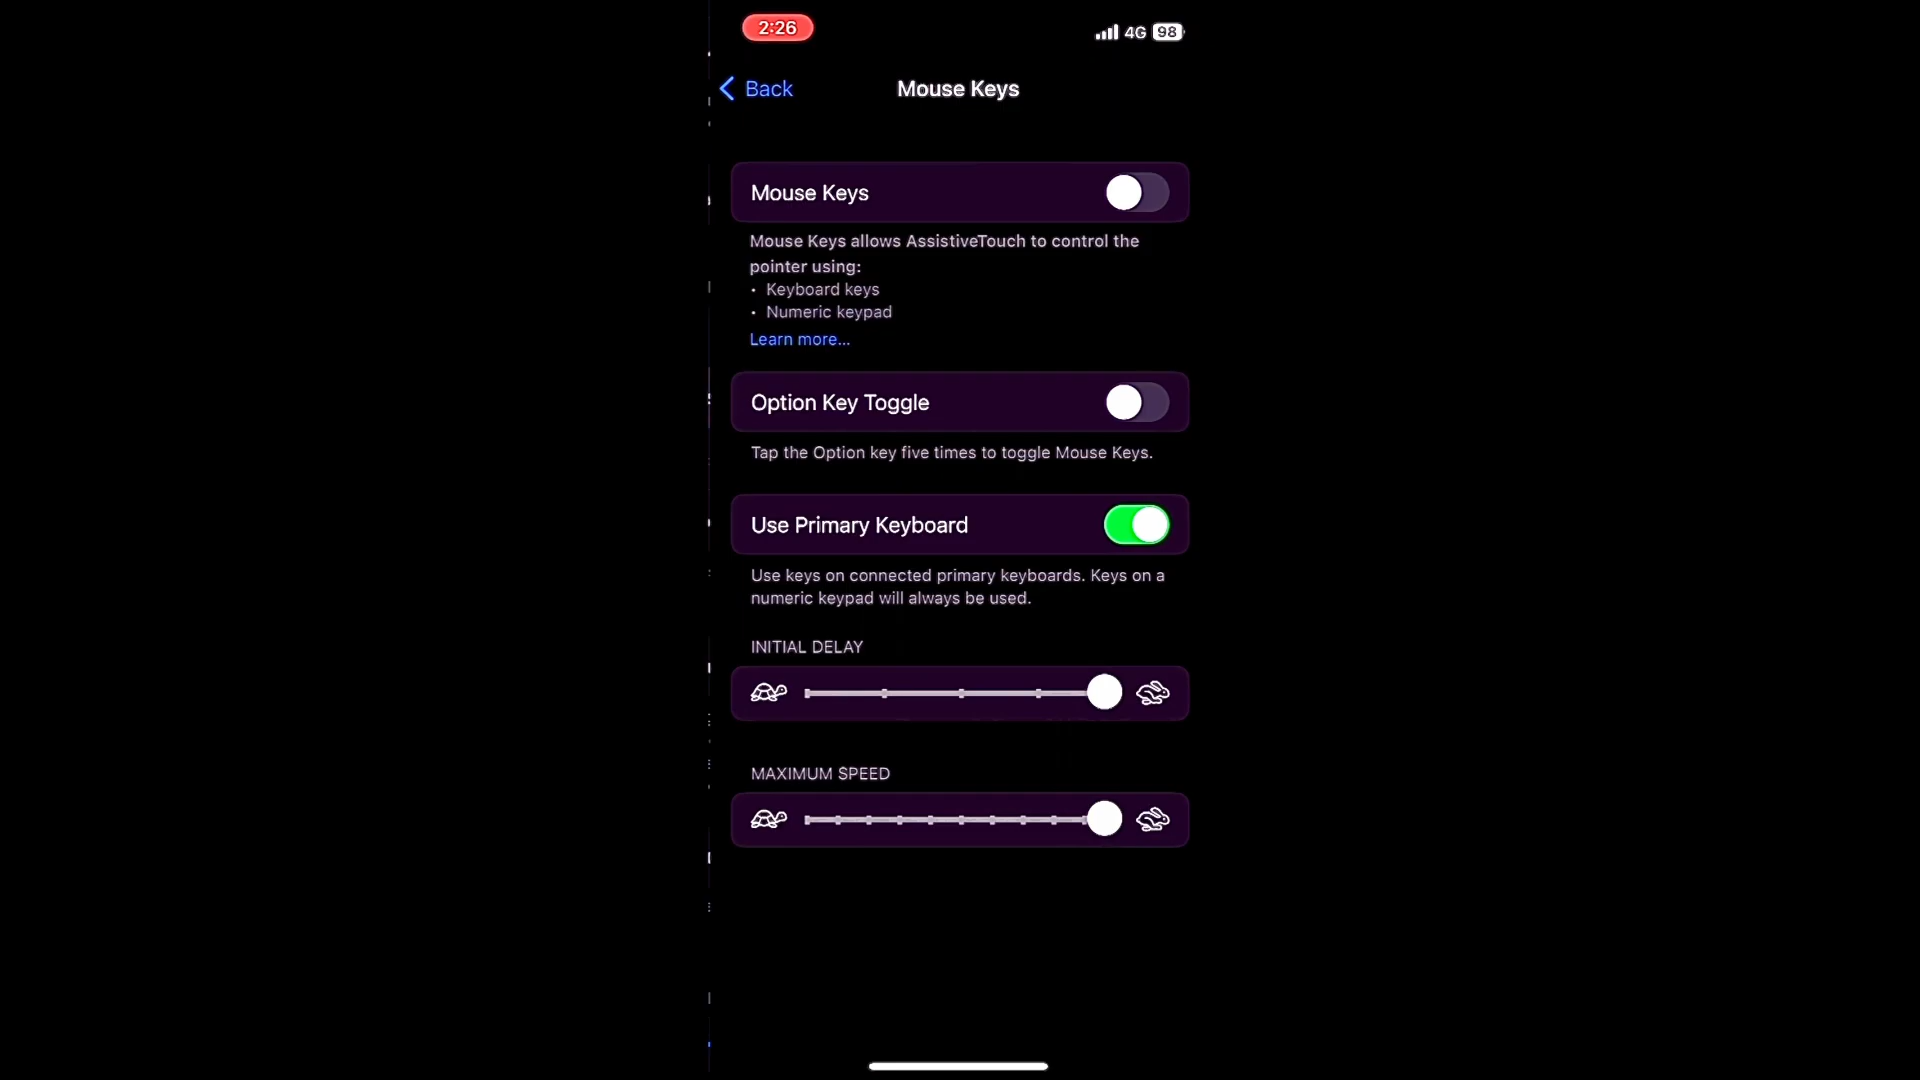 2:26
4G 98
Back
Mouse Keys
Mouse Keys
Mouse Keys allows AssistiveTouch to control the
pointer using:
• Keyboard keys
• Numeric keypad
Learn more...
Option Key Toggle
Tap the Option key five times to toggle Mouse Keys.
Use Primary Keyboard
Use keys on connected primary keyboards. Keys on a
numeric keypad will always be used.
INITIAL DELAY
MAXIMUM SPEED